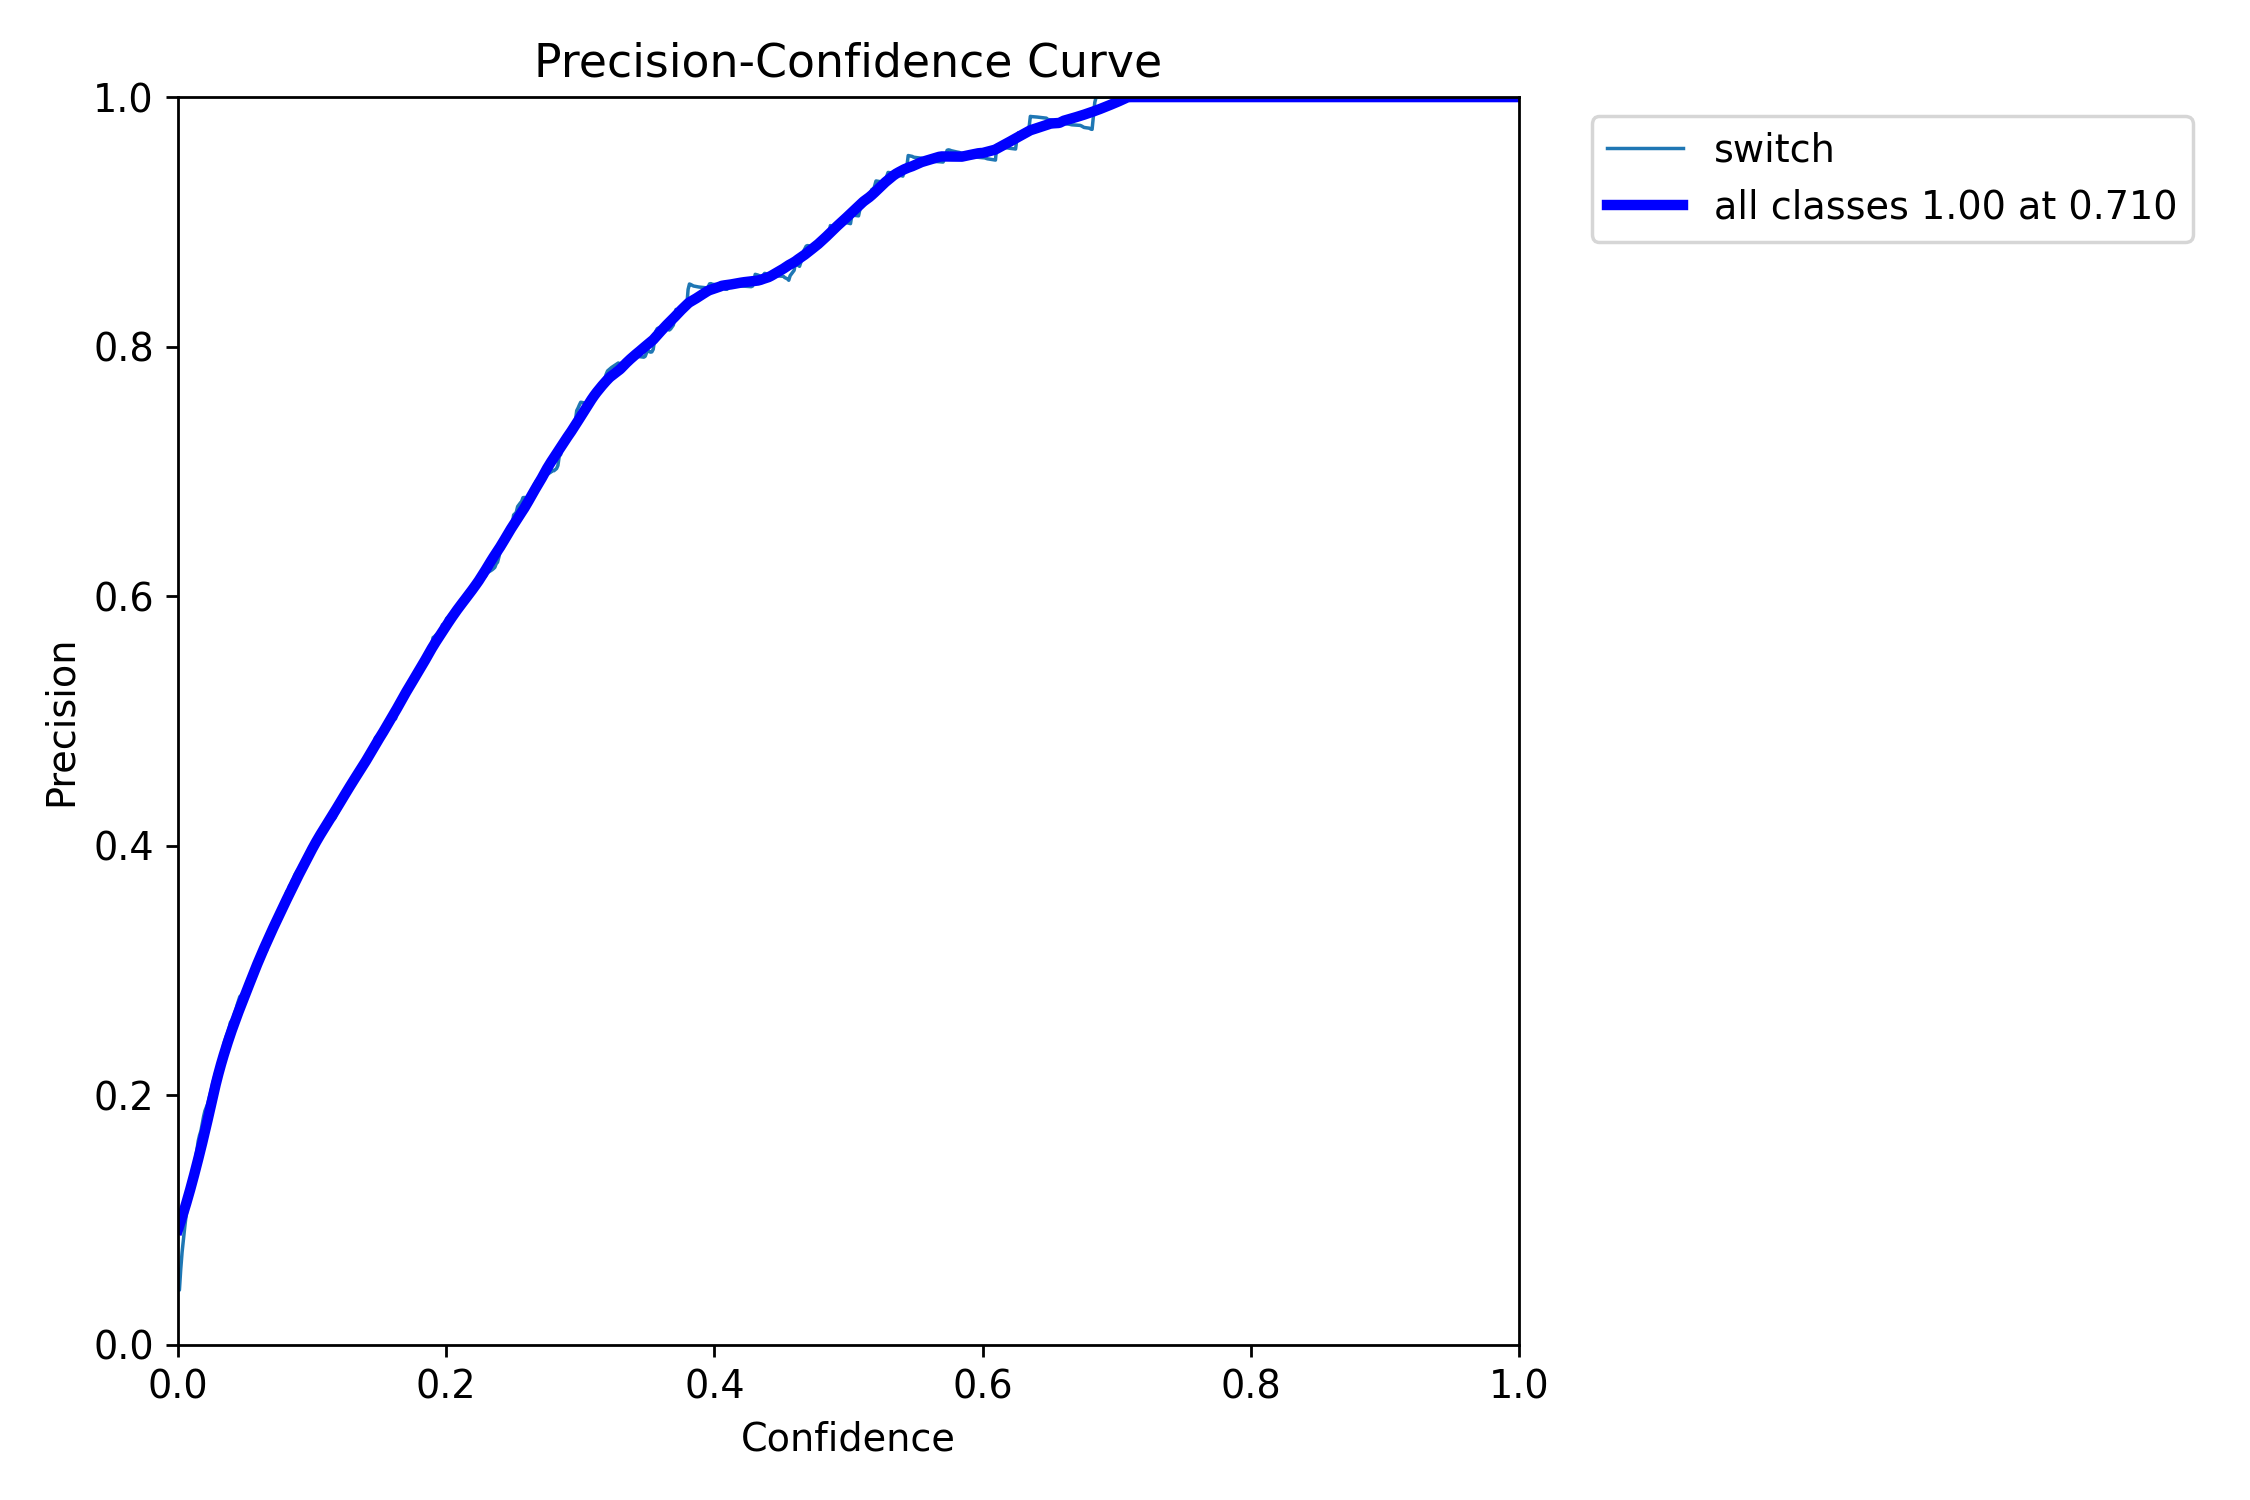 Precision-Confidence Curve
1.0
0.8
0.6
0.4
0.2
0.0
Precision
0.0 0.2 0.4 0.6 0.8 1.0
Confidence
switch
all classes 1.00 at 0.710